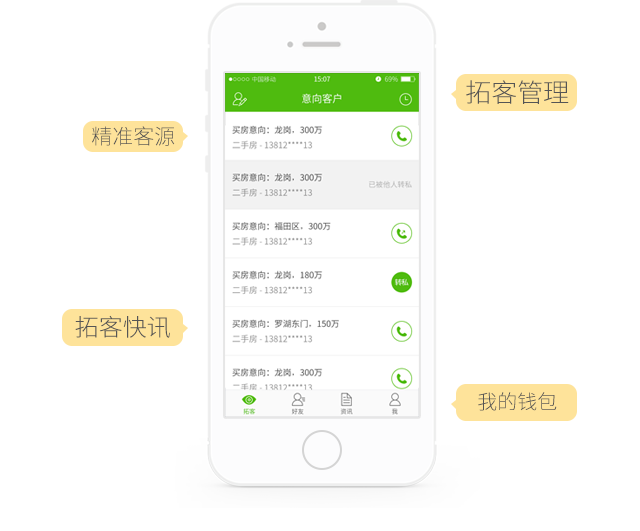 中国移动 15:07 69%
意向客户
拓客管理
精准客源
买房意向：龙岗、300万
二手房 - 13812****13
买房意向：龙岗、300万
二手房 - 13812****13
已被他人转私
买房意向：福田区、300万
二手房 - 13812****13
买房意向：龙岗、180万
二手房 - 13812****13
转私
拓客快讯
买房意向：罗湖东门，150万
二手房 - 13812****13
买房意向：龙岗、300万
二手房 - 13812****13
我的钱包
拓客 好友 资讯 我